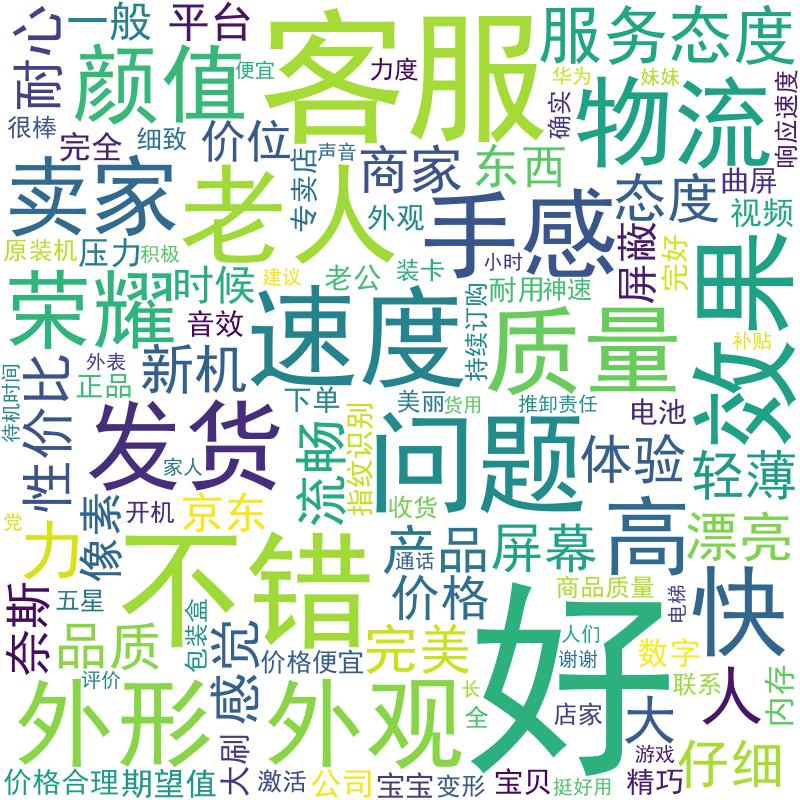 一般
平台
客服
服务态度
耐心
颜值
便宜
力度
华为
妹妹
物流
确实
响应速度
很棒
完全
细致
价位
声音
专卖店
商家
东西
卖家
老人
外观
手感
态度
曲屏
视频
原装机
压力
积极
屏蔽
完好
效果
荣耀
时候
建议
老公
装卡
小时
耐用
神速
音效
速度
持续订购
质量
补贴
外表
新机
待机时间
性价比
正品
下单
美丽
货用
推卸责任
电池
发货
家人
流畅
指纹识别
问题
体验
轻薄
党
力
像素
开机
京东
收货
产品
屏幕
高
漂亮
不错
通话
价格
商品质量
电梯
快
奈斯
五星
包装盒
好
品质
感觉
价格便宜
完美
人们
谢谢
数字
评价
联系
内存
外形
外观
长
全
店家
大
人
游戏
仔细
价格合理
期望值
大刷
激活
公司
宝宝
变形
宝贝
挺好用
精巧